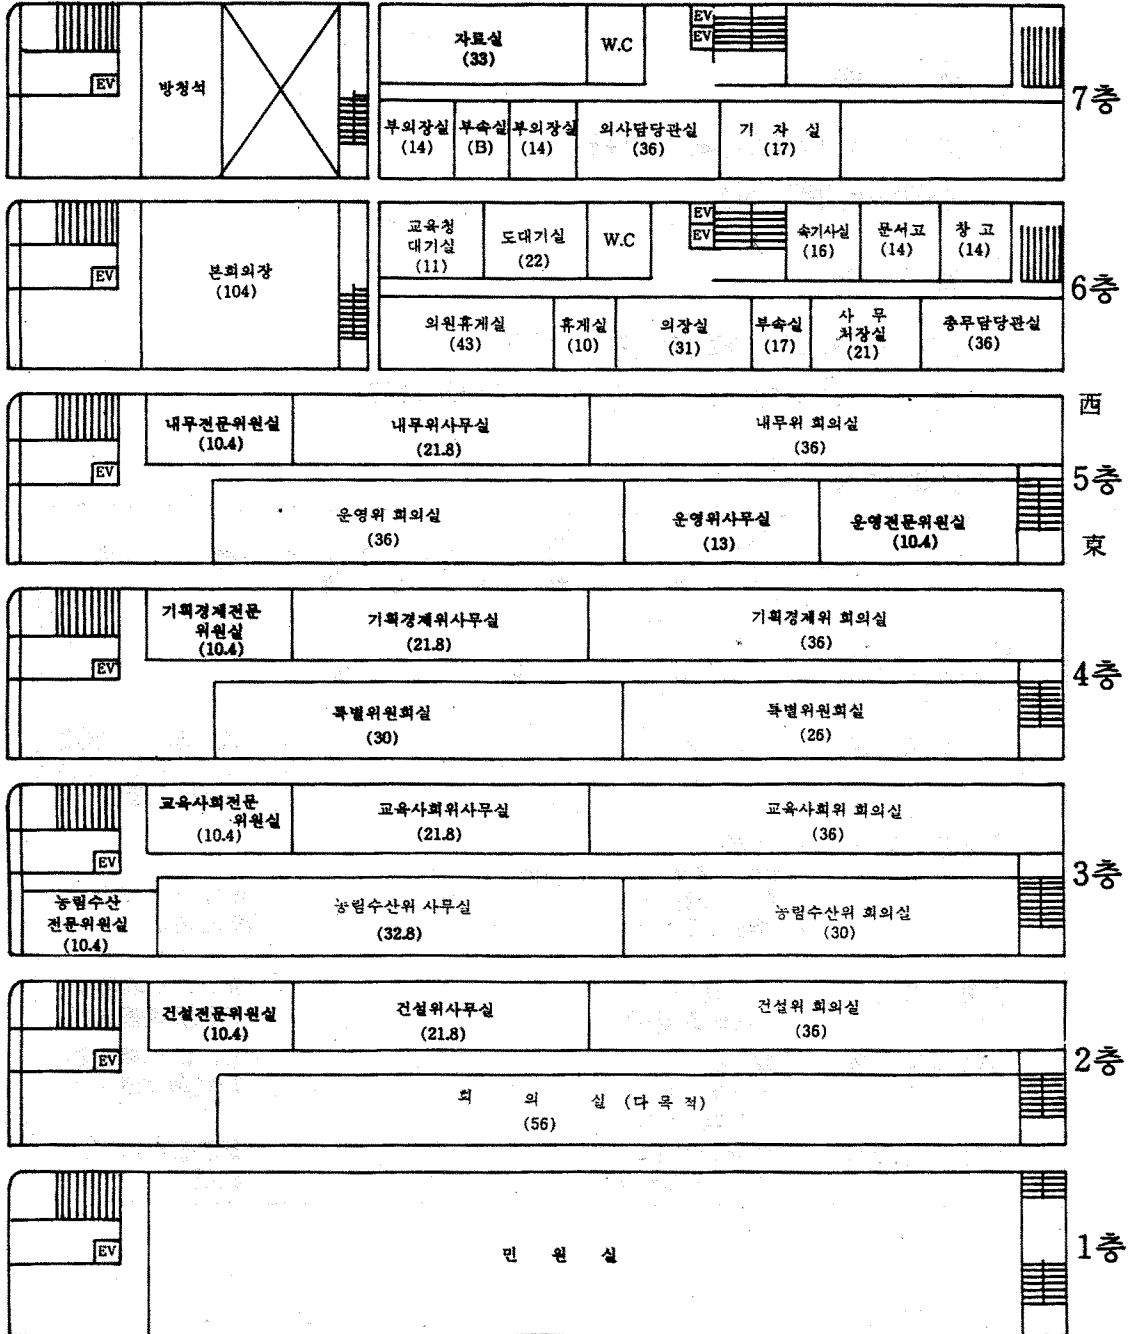 EV
자료실
(33)
W.C
EV
EV
방청석
7층
부의장실
(14)
부속실
(B)
부의장실
(14)
의사담당관실
(36)
기 자 실
(17)
EV
본회의장
(104)
교육청
대기실
(11)
도대기실
(22)
W.C
EV
EV
속기사실
(16)
문서고
(14)
창 고
(14)
6층
의원휴게실
(43)
휴게실
(10)
의장실
(31)
부속실
(17)
사 무
처장실
(21)
총무담당관실
(36)
EV
내무전문위원실
(10.4)
내무위사무실
(21.8)
내무위 회의실
(36)
西
5층
東
운영위 회의실
(36)
운영위사무실
(13)
운영전문위원실
(10.4)
EV
기획경제전문
위원실
(10.4)
기획경제위사무실
(21.8)
기획경제위 회의실
(36)
4층
특별위원회실
(30)
특별위원회실
(26)
EV
교육사회전문
위원실
(10.4)
교육사회위사무실
(21.8)
교육사회위 회의실
(36)
3층
농림수산
전문위원실
(10.4)
농림수산위 사무실
(32.8)
농림수산위 회의실
(30)
EV
건설전문위원실
(10.4)
건설위사무실
(21.8)
건설위 회의실
(36)
2층
회 의 실 (다 목 적)
(56)
EV
민 원 실
1층